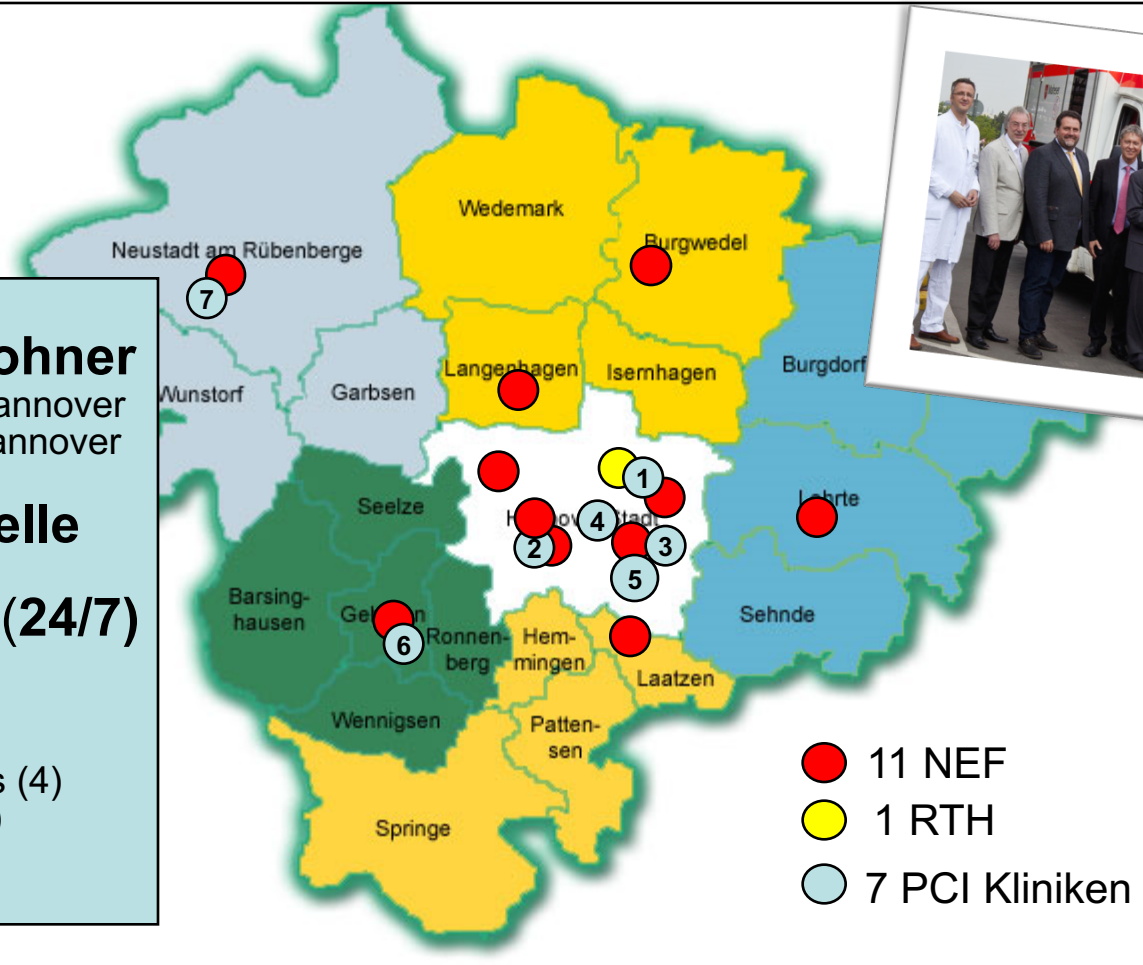 Wedemark
Burgwedel
Neustadt am Rübenberge
7
Langenhagen
Isernhagen
Burgdorf
Wunstorf
Garbsen
ohner
annover
annover
elle
(24/7)
s (4)
)
Seelze
1
Lehrte
Stadt
4
2
3
5
Barsing-
hausen
6
Ronnen-
berg
Hem-
mingen
Sehnde
Laatzen
Wennigsen
Patten-
sen
Springe
11 NEF
1 RTH
7 PCI Kliniken